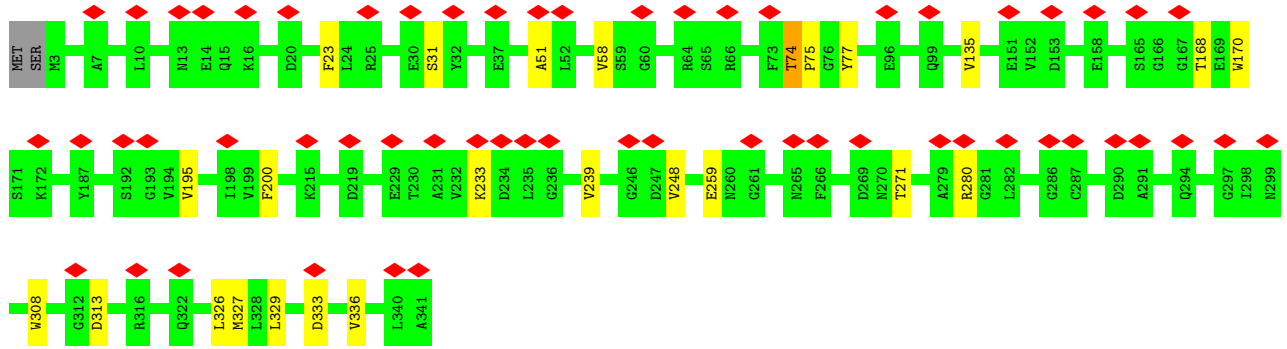 MET SER M3 A7 L10 N13 E14 Q15 K16 D20 F23 L24 R25 E30 S31 Y32 E37 A51 L52 V58 S59 G60 R64 S65 R66 F73 T74 P75 G76 Y77 E96 Q99 V135 E151 V152 D153 E158 S165 G166 G167 T168 E169 W170
S171 K172 Y187 S192 G193 V194 V195 I198 V199 F200 K215 D219 E229 T230 A231 V232 K233 D234 L235 G236 V239 G246 D247 V248 E259 N260 G261 N265 F266 D269 N270 T271 A279 R280 G281 L282 G286 C287 D290 A291 Q294 G297 I298 N299
W308 G312 D313 R316 Q322 L326 M327 L328 L329 D333 V336 L340 A341